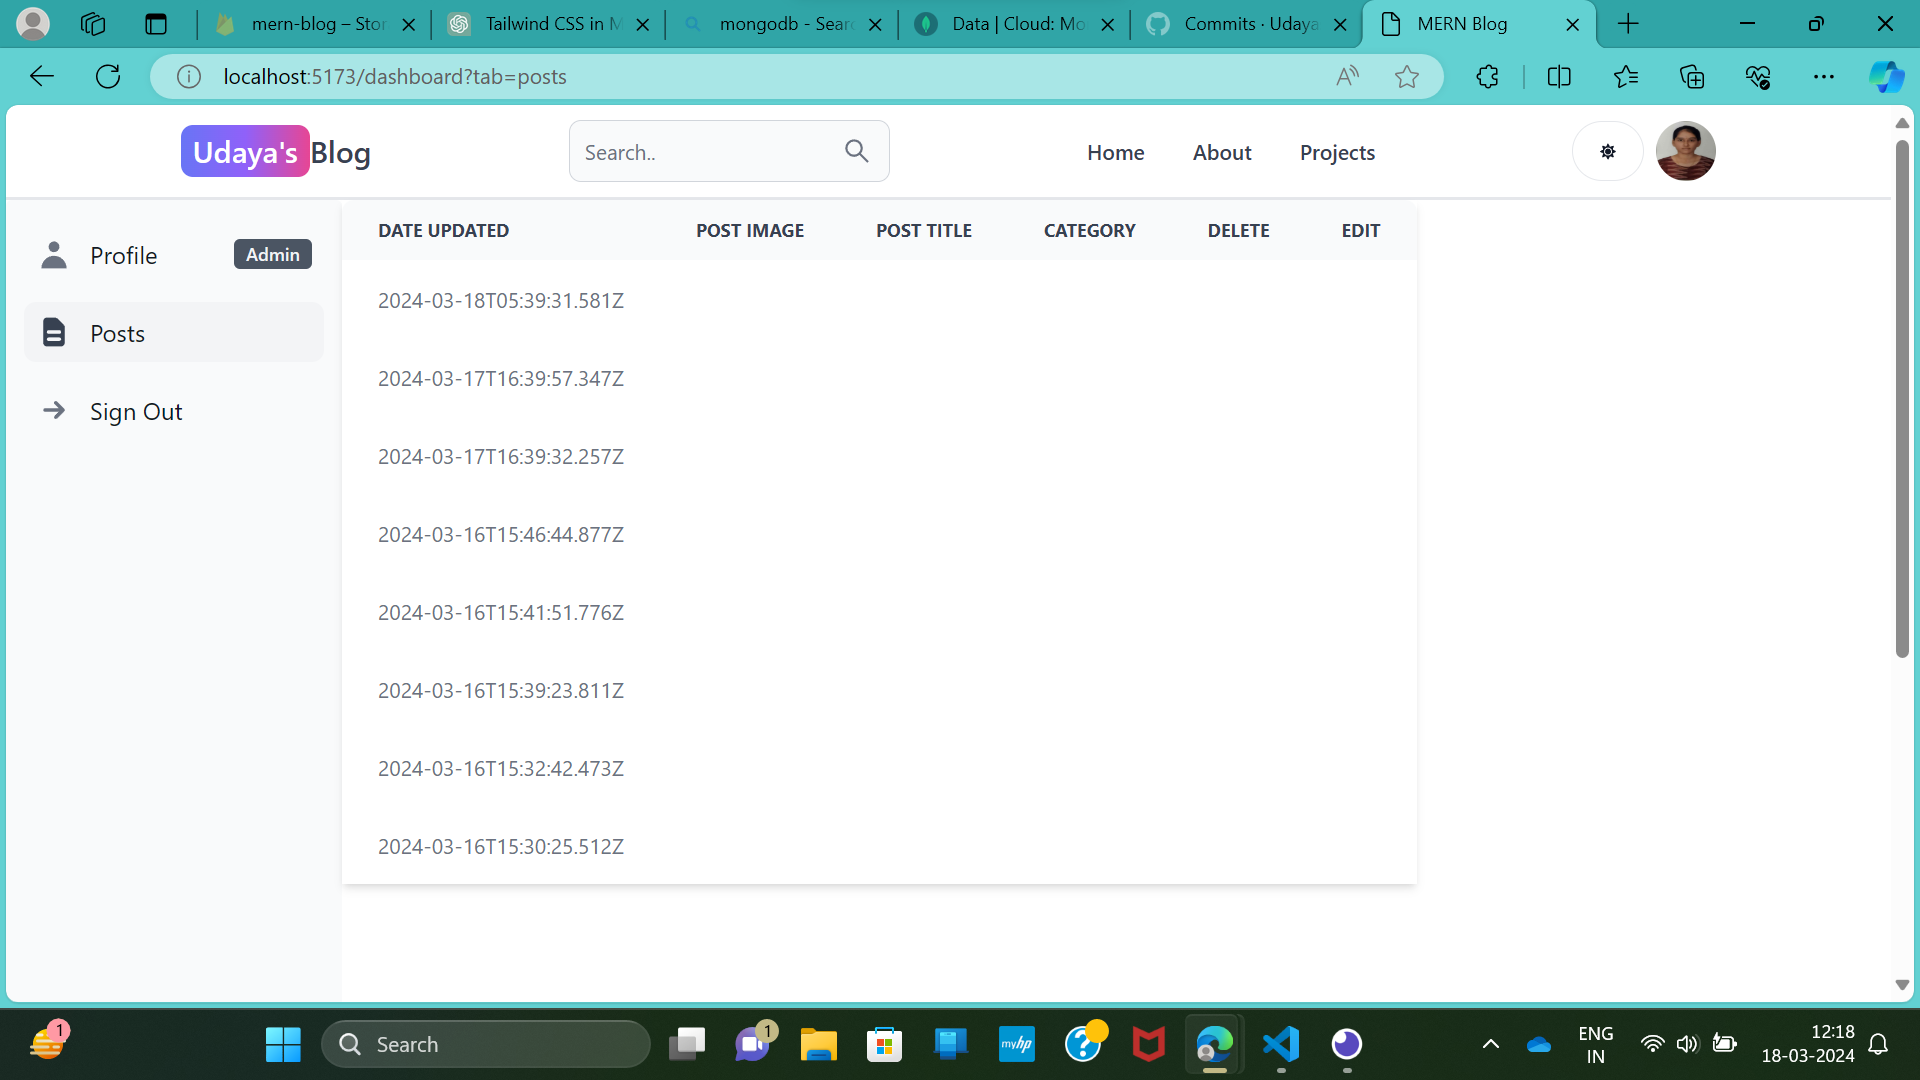 mern-blog – Stor
Tailwind CSS in M
mongodb - Sear
Data | Cloud: Mo
Commits · Udaya
MERN Blog
localhost:5173/dashboard?tab=posts
Udaya's Blog
Search..
Home
About
Projects
Profile
Admin
Posts
Sign Out
DATE UPDATED POST IMAGE POST TITLE CATEGORY DELETE EDIT
2024-03-18T05:39:31.581Z
2024-03-17T16:39:57.347Z
2024-03-17T16:39:32.257Z
2024-03-16T15:46:44.877Z
2024-03-16T15:41:51.776Z
2024-03-16T15:39:23.811Z
2024-03-16T15:32:42.473Z
2024-03-16T15:30:25.512Z
1
Search
1
myhp
ENG
IN
12:18
18-03-2024